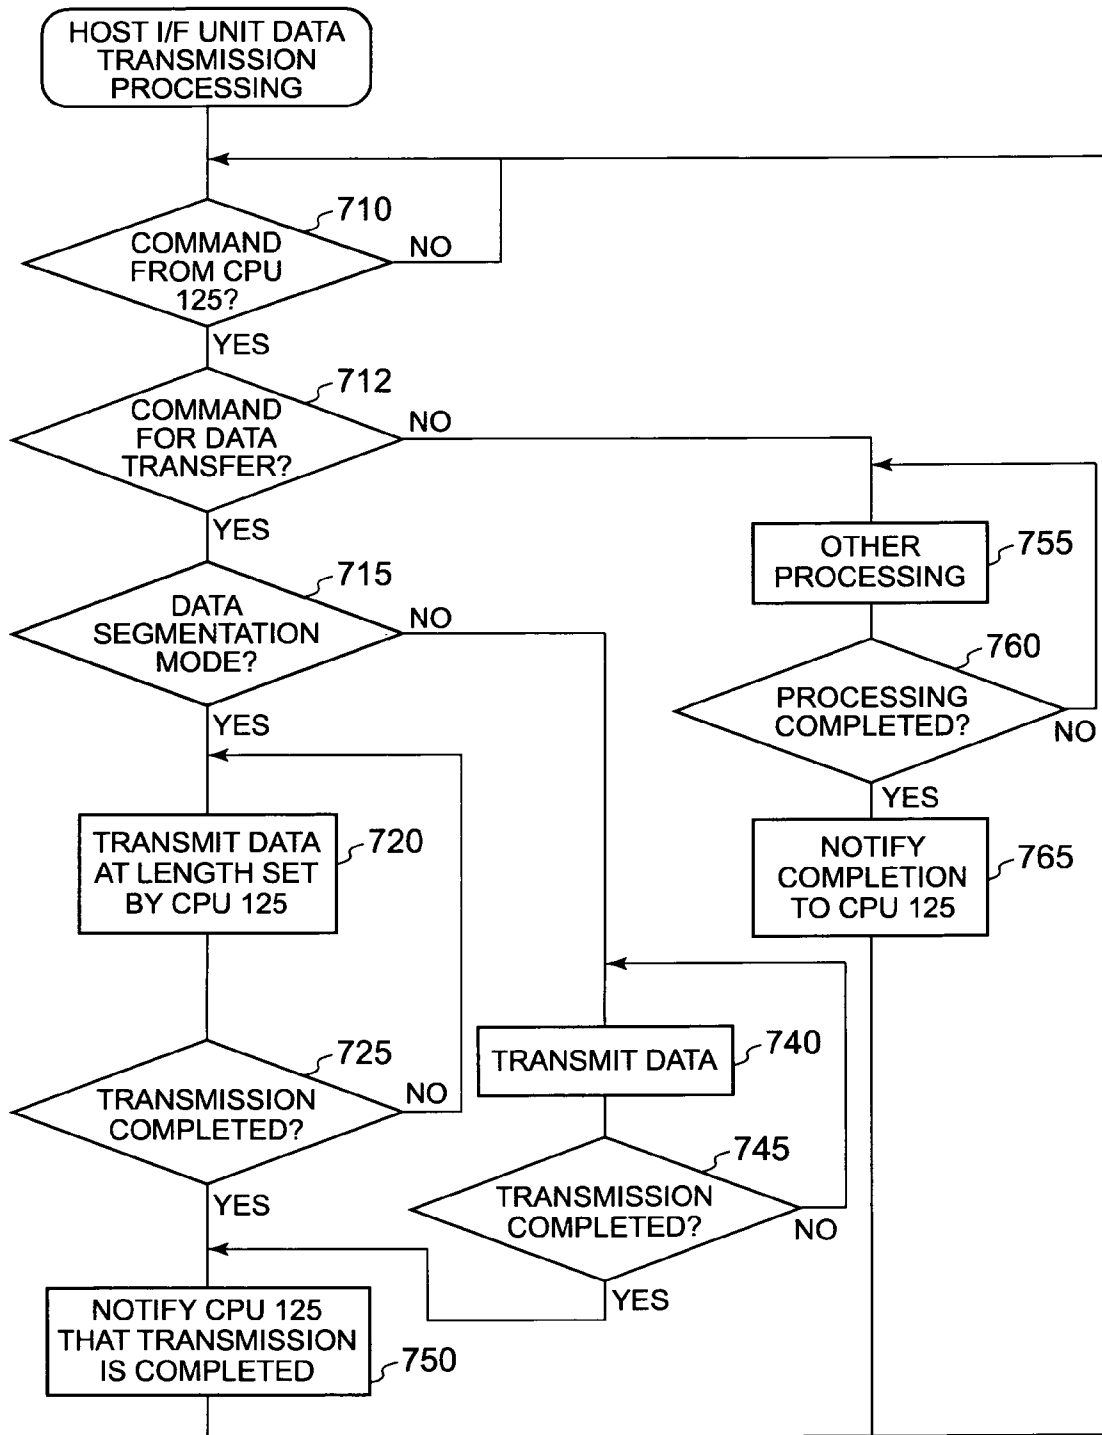 HOST I/F UNIT DATA
TRANSMISSION
PROCESSING
710
COMMAND
FROM CPU
125?
NO
YES
712
COMMAND
FOR DATA
TRANSFER?
NO
YES
715
DATA
SEGMENTATION
MODE?
NO
YES
OTHER
PROCESSING
755
760
PROCESSING
COMPLETED?
NO
YES
TRANSMIT DATA
AT LENGTH SET
BY CPU 125
720
NOTIFY
COMPLETION
TO CPU 125
765
725
TRANSMISSION
COMPLETED?
NO
YES
TRANSMIT DATA
740
745
TRANSMISSION
COMPLETED?
NO
YES
NOTIFY CPU 125
THAT TRANSMISSION
IS COMPLETED
750